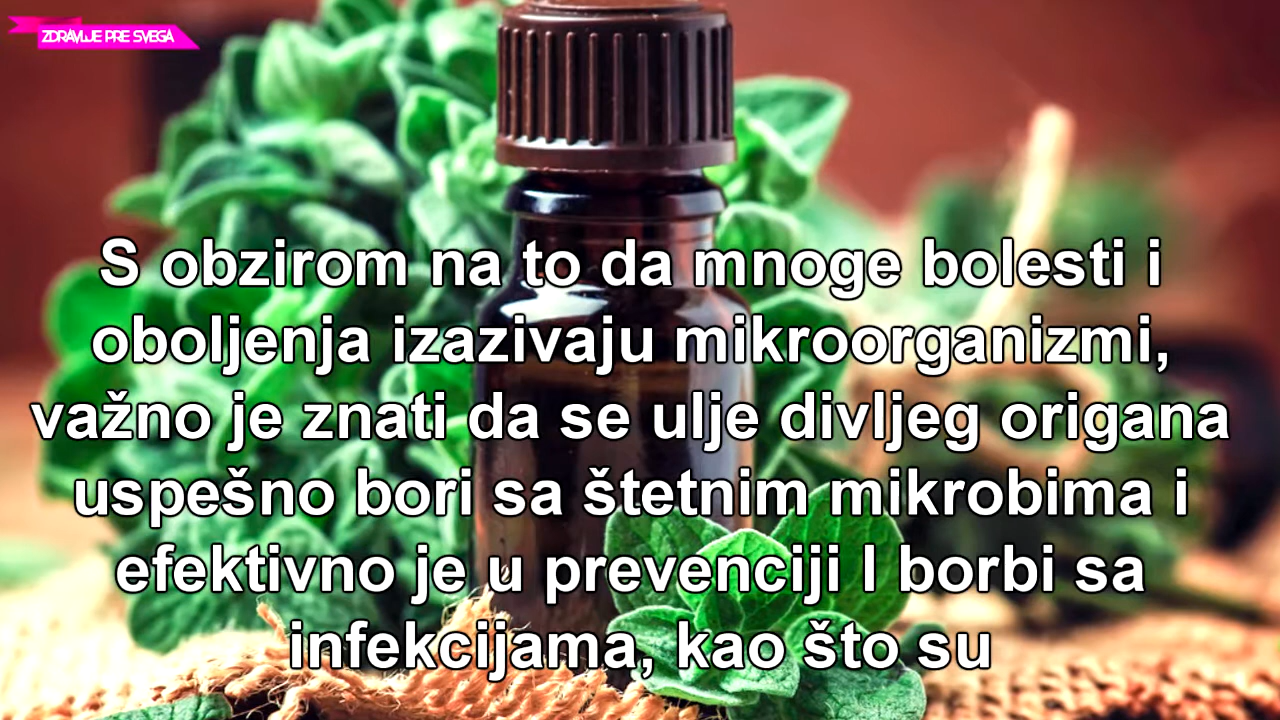 ZDRAVLJE PRE SVEGA
S obzirom na to da mnoge bolesti i
oboljenja izazivaju mikroorganizmi,
važno je znati da se ulje divljeg origana
uspešno bori sa štetnim mikrobima i
efektivno je u prevenciji I borbi sa
infekcijama, kao što su